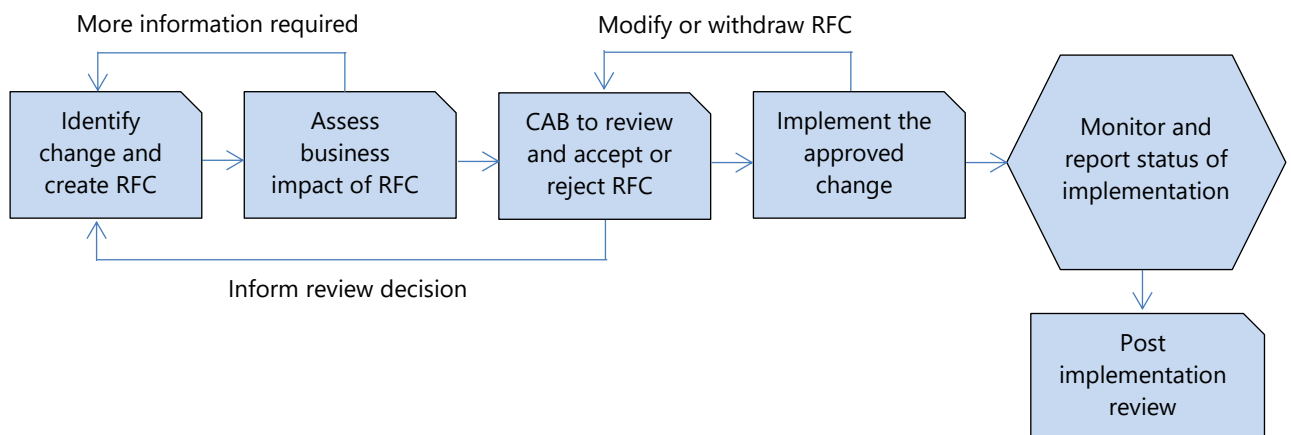 More information required
Modify or withdraw RFC
Identify
change and
create RFC
Assess
business
impact of RFC
CAB to review
and accept or
reject RFC
Implement the
approved
change
Monitor and
report status of
implementation
Inform review decision
Post
implementation
review